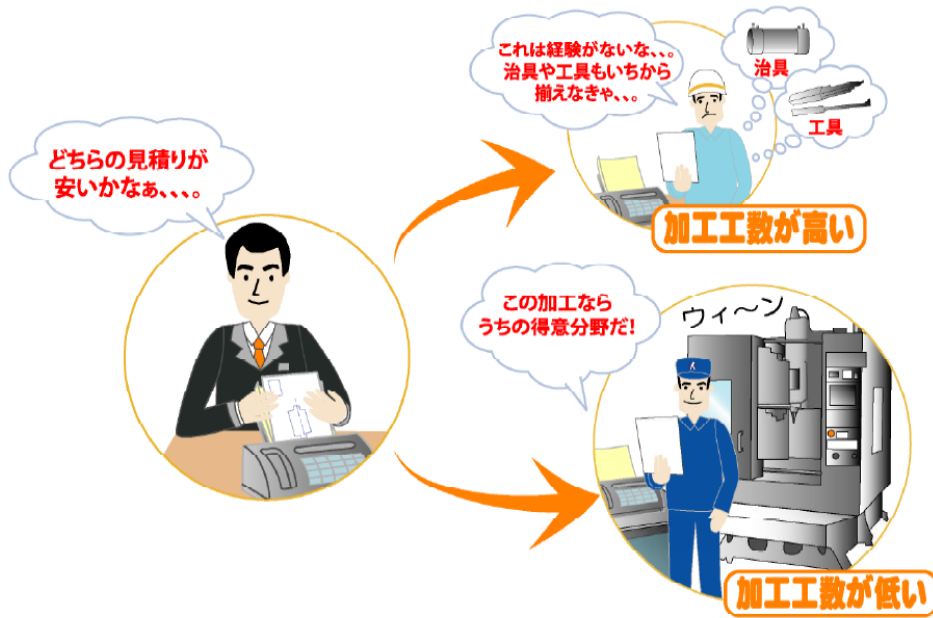 どちらの見積りが
安いかなぁ、、、。
これは経験がないな、、。
治具や工具もいちから
揃えなきゃ、、。
治具
工具
加工工数が高い
この加工なら
うちの得意分野だ!
ウィ〜ン
加工工数が低い